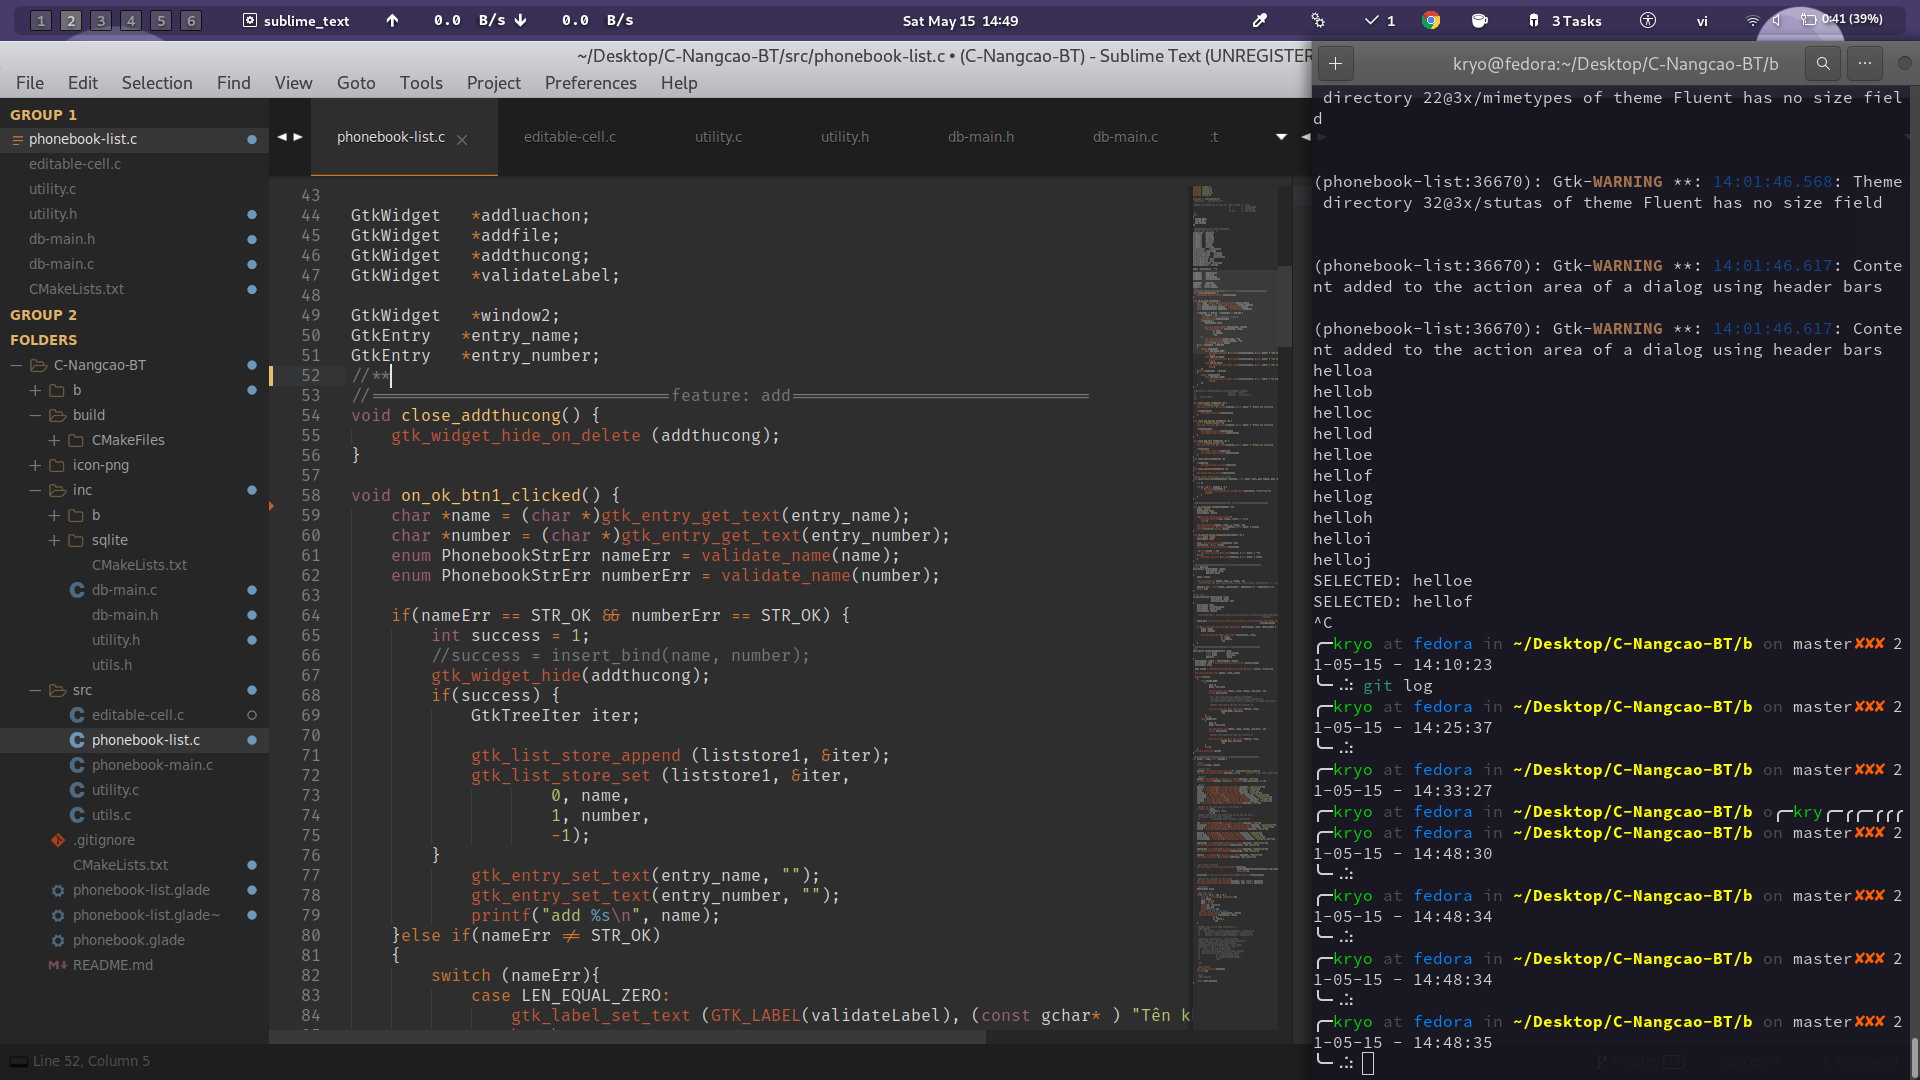 1 2 3 4 5 6 sublime_text 0.0 B/s 0.0 B/s Sat May 15 14:49 1 3 Tasks vi 0:41 (39%)
~/Desktop/C-Nangcao-BT/src/phonebook-list.c • (C-Nangcao-BT) - Sublime Text (UNREGISTER
File Edit Selection Find View Kryo Goto Tools Project Preferences Help
GROUP 1
phonebook-list.c
editable-cell.c
utility.c
utility.h
db-main.h
db-main.c
CMakeLists.txt
GROUP 2
FOLDERS
C-Nangcao-BT
b
build
CMakeFiles
icon-png
inc
b
sqlite
CMakeLists.txt
db-main.c
db-main.h
utility.h
utils.h
src
editable-cell.c
phonebook-list.c
phonebook-main.c
utility.c
utils.c
.gitignore
CMakeLists.txt
phonebook-list.glade
phonebook-list.glade~
phonebook.glade
README.md
phonebook-list.c editable-cell.c utility.c utility.h db-main.h db-main.c :t
43
44 GtkWidget *addluachon;
45 GtkWidget *addfile;
46 GtkWidget *addthucong;
47 GtkWidget *validateLabel;
48
49 GtkWidget *window2;
50 GtkEntry *entry_name;
51 GtkEntry *entry_number;
52 //**
53 //==============================feature: add==============================
54 void close_addthucong() {
55 gtk_widget_hide_on_delete (addthucong);
56 }
57
58 void on_ok_btn1_clicked() {
59 char *name = (char *)gtk_entry_get_text(entry_name);
60 char *number = (char *)gtk_entry_get_text(entry_number);
61 enum PhonebookStrErr nameErr = validate_name(name);
62 enum PhonebookStrErr numberErr = validate_name(number);
63
64 if(nameErr == STR_OK && numberErr == STR_OK) {
65 int success = 1;
66 //success = insert_bind(name, number);
67 gtk_widget_hide(addthucong);
68 if(success) {
69 GtkTreeIter iter;
70
71 gtk_list_store_append (liststore1, &iter);
72 gtk_list_store_set (liststore1, &iter,
73 0, name,
74 1, number,
75 -1);
76 }
77 gtk_entry_set_text(entry_name, "");
78 gtk_entry_set_text(entry_number, "");
79 printf("add %s\n", name);
80 }else if(nameErr != STR_OK)
81 {
82 switch (nameErr){
83 case LEN_EQUAL_ZERO:
84 gtk_label_set_text (GTK_LABEL(validateLabel), (const gchar* ) "Tên k
Line 52, Column 5
kryo@fedora:~/Desktop/C-Nangcao-BT/b
directory 22@3x/mimetypes of theme Fluent has no size fiel
d
(phonebook-list:36670): Gtk-WARNING **: 14:01:46.568: Theme
directory 32@3x/stutas of theme Fluent has no size field
(phonebook-list:36670): Gtk-WARNING **: 14:01:46.617: Conte
nt added to the action area of a dialog using header bars
(phonebook-list:36670): Gtk-WARNING **: 14:01:46.617: Conte
nt added to the action area of a dialog using header bars
helloa
hellob
helloc
hellod
helloe
hellof
hellog
helloh
helloi
helloj
SELECTED: helloe
SELECTED: hellof
^C
╭─kryo at fedora in ~/Desktop/C-Nangcao-BT/b on master✘✘✘ 2
1-05-15 - 14:10:23
╰─⠠⠵ git log
╭─kryo at fedora in ~/Desktop/C-Nangcao-BT/b on master✘✘✘ 2
1-05-15 - 14:25:37
╰─⠠⠵
╭─kryo at fedora in ~/Desktop/C-Nangcao-BT/b on master✘✘✘ 2
1-05-15 - 14:33:27
╭─kryo at fedora in ~/Desktop/C-Nangcao-BT/b o╭─kry╭─╭─╭╭╭
╭─kryo at fedora in ~/Desktop/C-Nangcao-BT/b on master✘✘✘ 2
1-05-15 - 14:48:30
╰─⠠⠵
╭─kryo at fedora in ~/Desktop/C-Nangcao-BT/b on master✘✘✘ 2
1-05-15 - 14:48:34
╰─⠠⠵
╭─kryo at fedora in ~/Desktop/C-Nangcao-BT/b on master✘✘✘ 2
1-05-15 - 14:48:34
╰─⠠⠵
╭─kryo at fedora in ~/Desktop/C-Nangcao-BT/b on master✘✘✘ 2
1-05-15 - 14:48:35
╰─⠠⠵